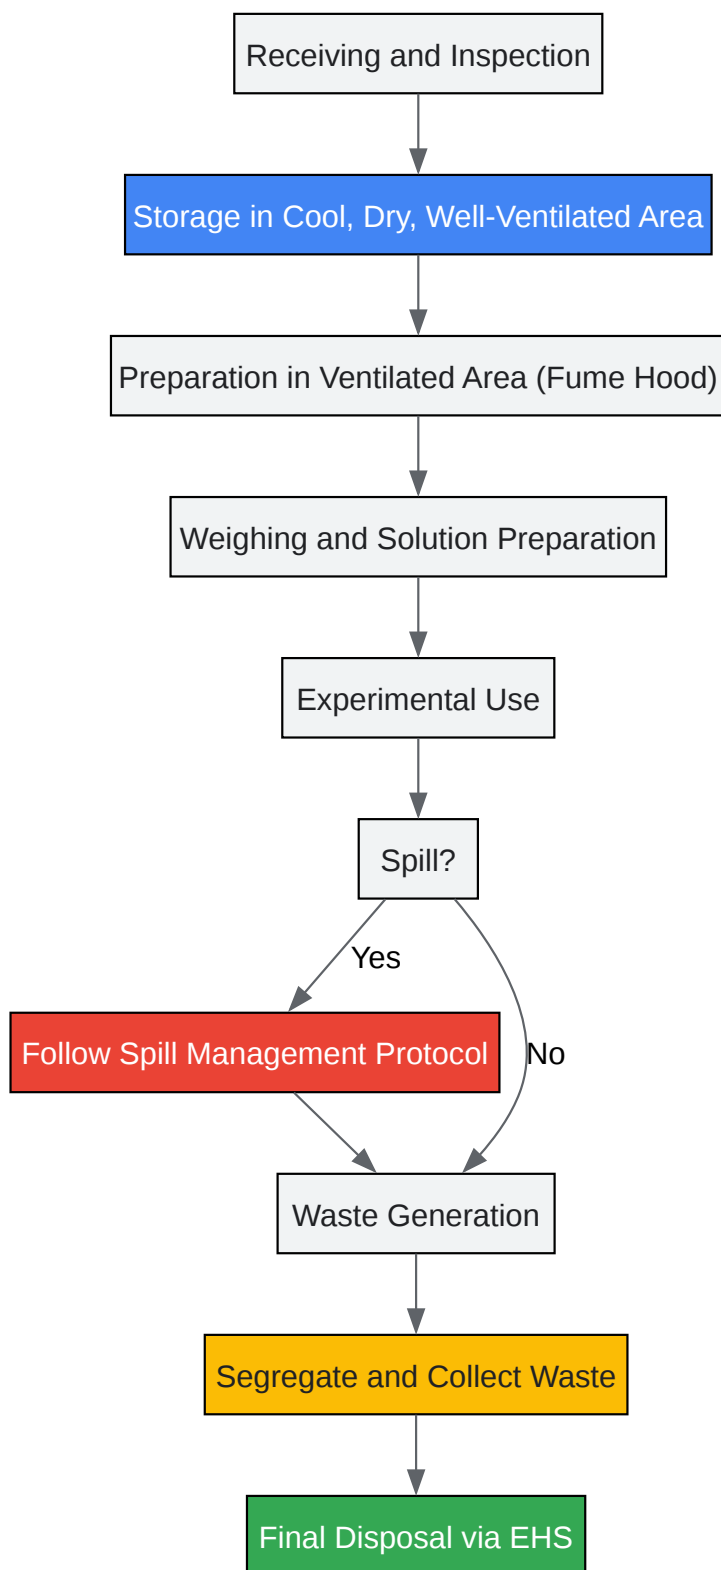 Receiving and Inspection
Storage in Cool, Dry, Well-Ventilated Area
Preparation in Ventilated Area (Fume Hood)
Weighing and Solution Preparation
Experimental Use
Spill?
Yes
Follow Spill Management Protocol
No
Waste Generation
Segregate and Collect Waste
Final Disposal via EHS